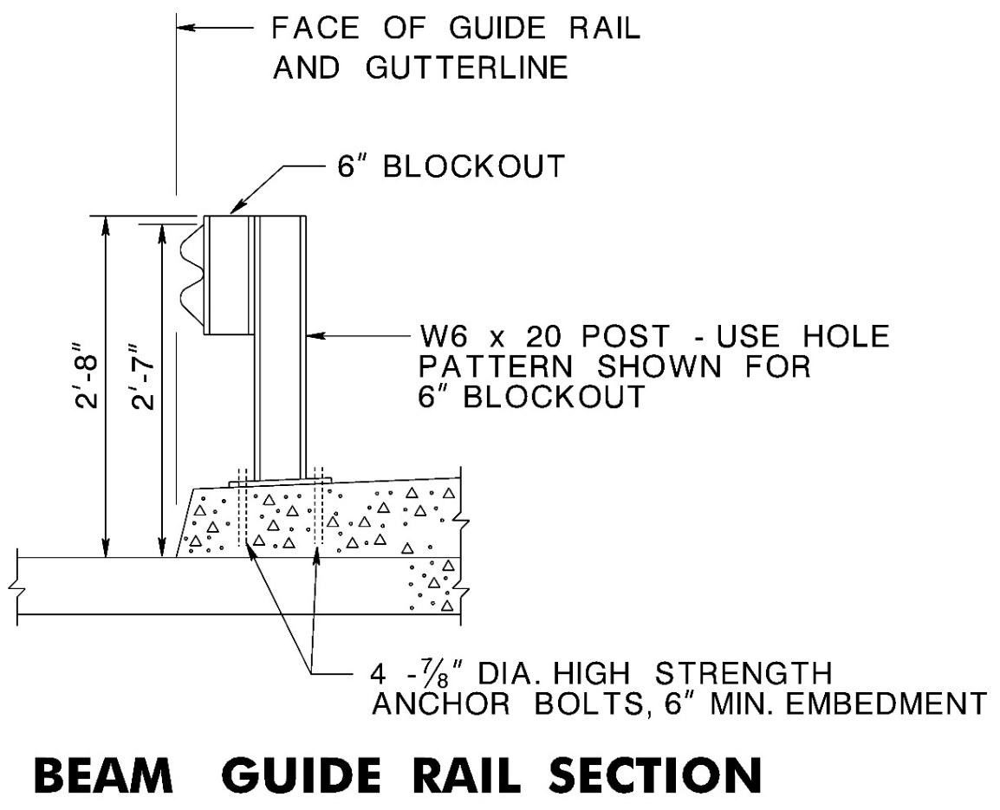 FACE OF GUIDE RAIL
AND GUTTERLINE
6" BLOCKOUT
2'-8"
2'-7"
W6 x 20 POST - USE HOLE
PATTERN SHOWN FOR
6" BLOCKOUT
4 -7/8" DIA. HIGH STRENGTH
ANCHOR BOLTS, 6" MIN. EMBEDMENT
BEAM GUIDE RAIL SECTION